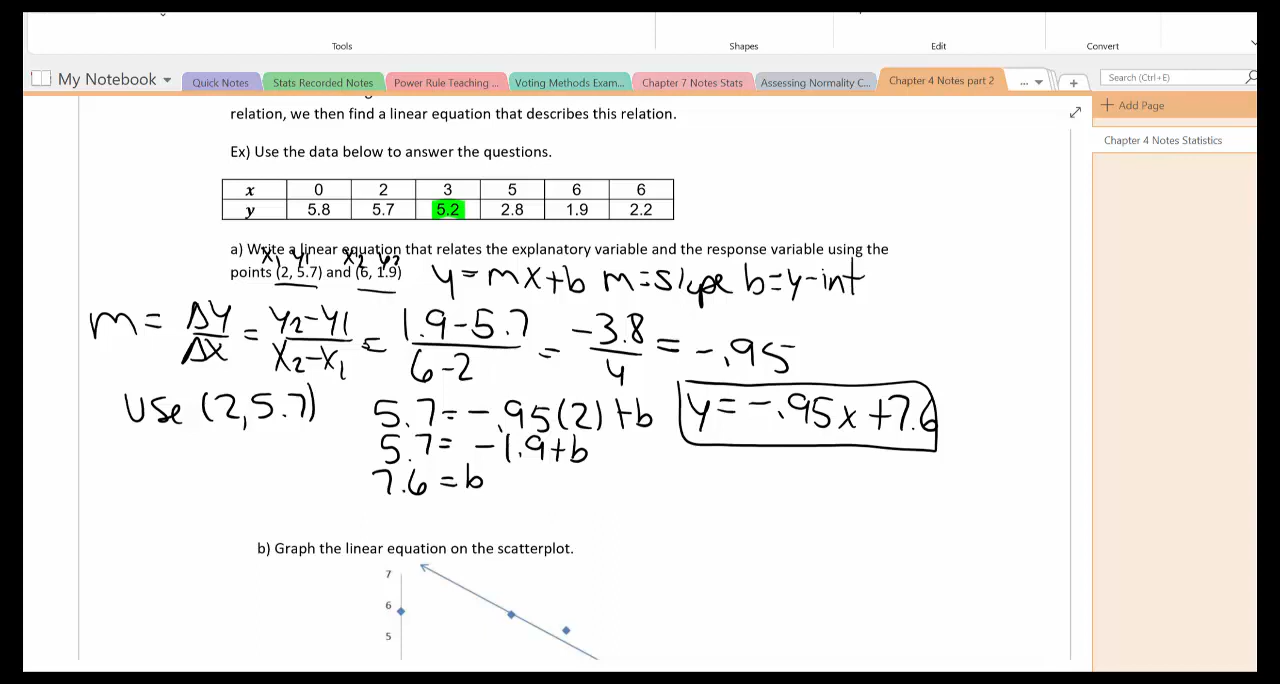 Tools Shapes Edit Convert
My Notebook Quick Notes Stats Recorded Notes Power Rule Teaching ... Voting Methods Exam... Chapter 7 Notes Stats Assessing Normality C... Chapter 4 Notes part 2 ... + Search (Ctrl+E)
+ Add Page
Chapter 4 Notes Statistics
relation, we then find a linear equation that describes this relation.
Ex) Use the data below to answer the questions.
x 0 2 3 5 6 6
y 5.8 5.7 5.2 2.8 1.9 2.2
a) Write a linear equation that relates the explanatory variable and the response variable using the
x1 y1 x2 y2
points (2, 5.7) and (6, 1.9) y = mx+b m=slope b=y-int
m = Δy/Δx = y2-y1/x2-x1 = 1.9-5.7/6-2 = -3.8/4 = -.95
Use (2,5.7) 5.7 = -.95(2)+b y = -.95x+7.6
5.7 = -1.9+b
7.6 = b
b) Graph the linear equation on the scatterplot.
7
6
5